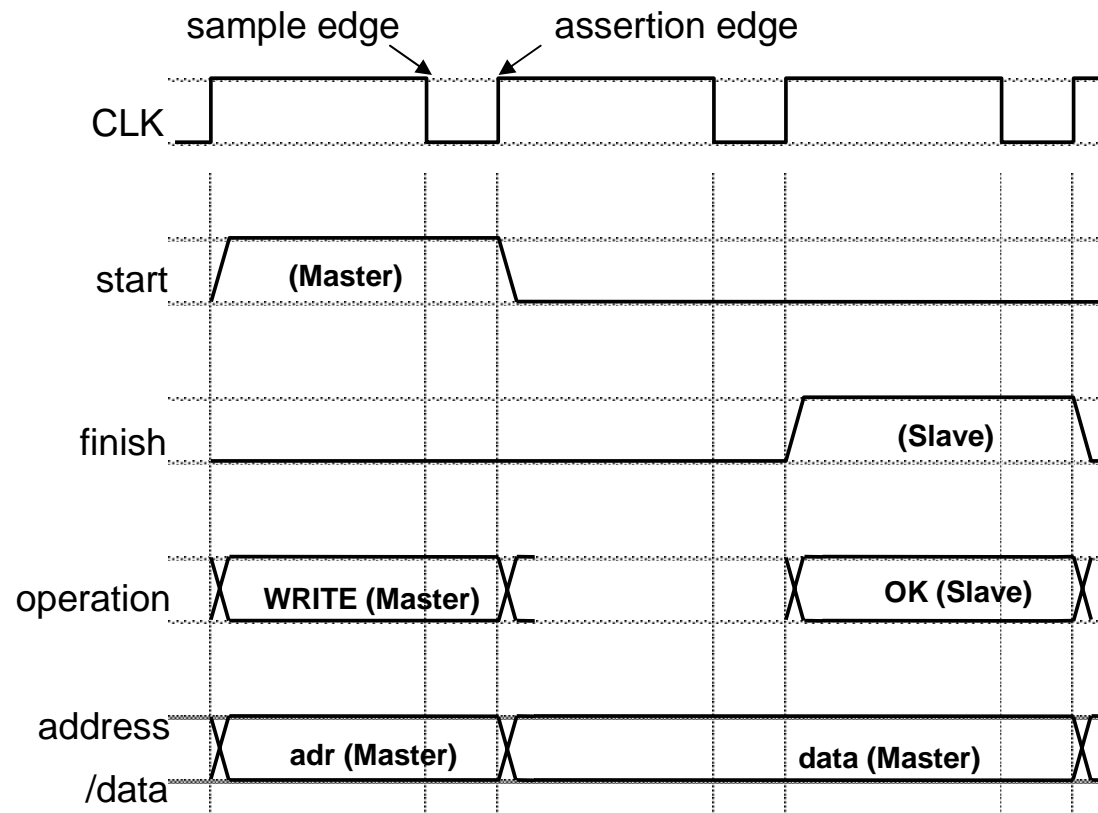 sample edge
assertion edge
CLK
start
(Master)
finish
(Slave)
operation
WRITE (Master)
OK (Slave)
address
/data
adr (Master)
data (Master)